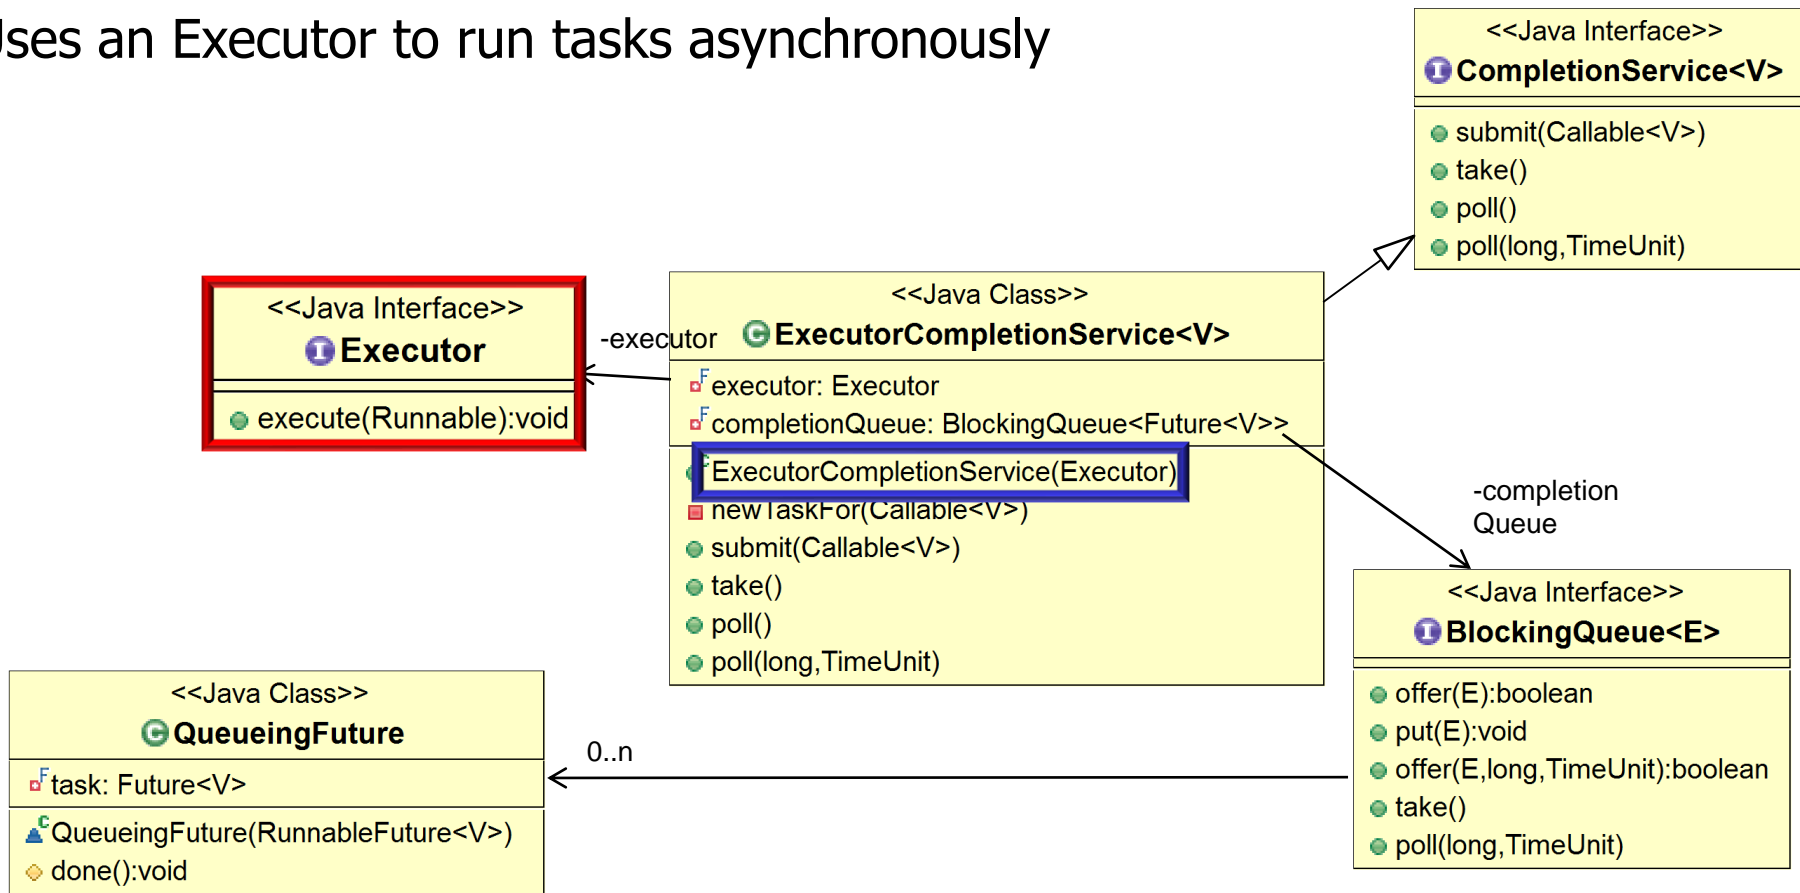 ses an Executor to run tasks asynchronously
<<Java Interface>>
CompletionService<V>
submit(Callable<V>)
take()
poll()
poll(long,TimeUnit)
<<Java Interface>>
Executor
execute(Runnable):void
-executor
<<Java Class>>
ExecutorCompletionService<V>
executor: Executor
completionQueue: BlockingQueue<Future<V>>
ExecutorCompletionService(Executor)
newTaskFor(Callable<V>)
submit(Callable<V>)
take()
poll()
poll(long,TimeUnit)
-completion
Queue
<<Java Interface>>
BlockingQueue<E>
offer(E):boolean
put(E):void
offer(E,long,TimeUnit):boolean
take()
poll(long,TimeUnit)
0..n
<<Java Class>>
QueueingFuture
task: Future<V>
QueueingFuture(RunnableFuture<V>)
done():void